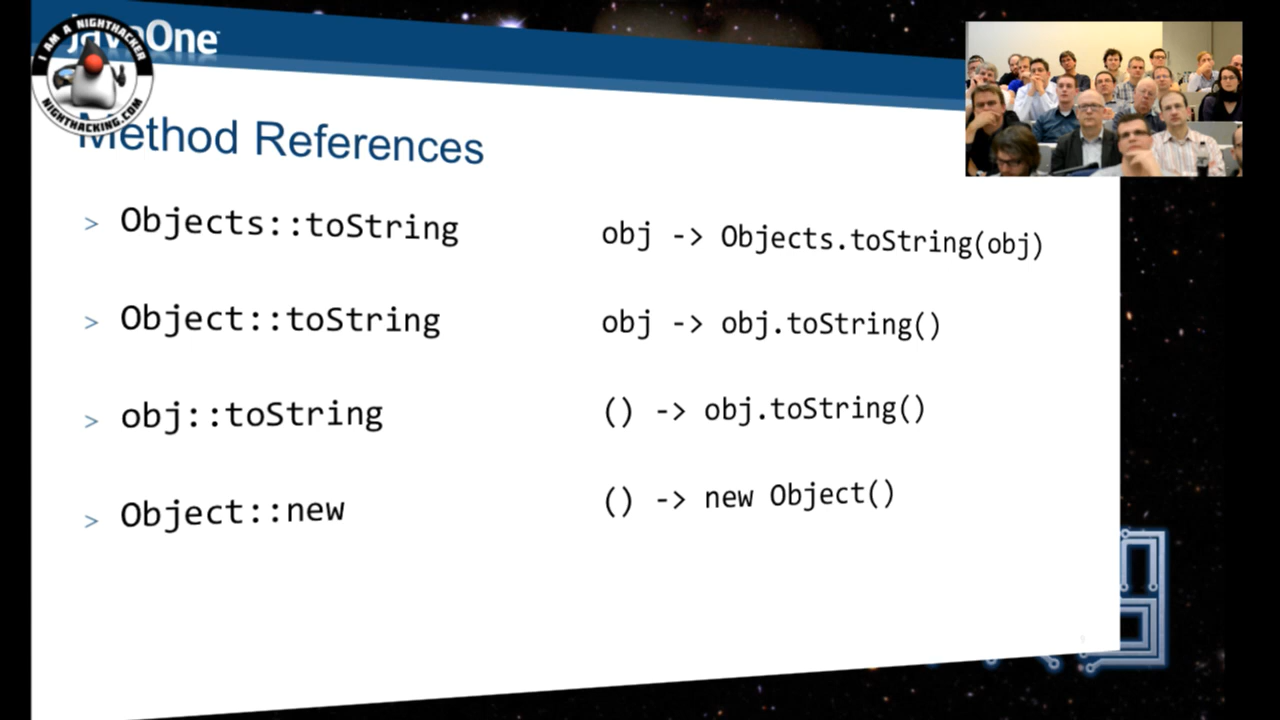 JavaOne
I AM A NIGHTHACKER
NIGHTHACKING.COM
Method References
> Objects::toString obj -> Objects.toString(obj)
> Object::toString obj -> obj.toString()
> obj::toString () -> obj.toString()
> Object::new () -> new Object()